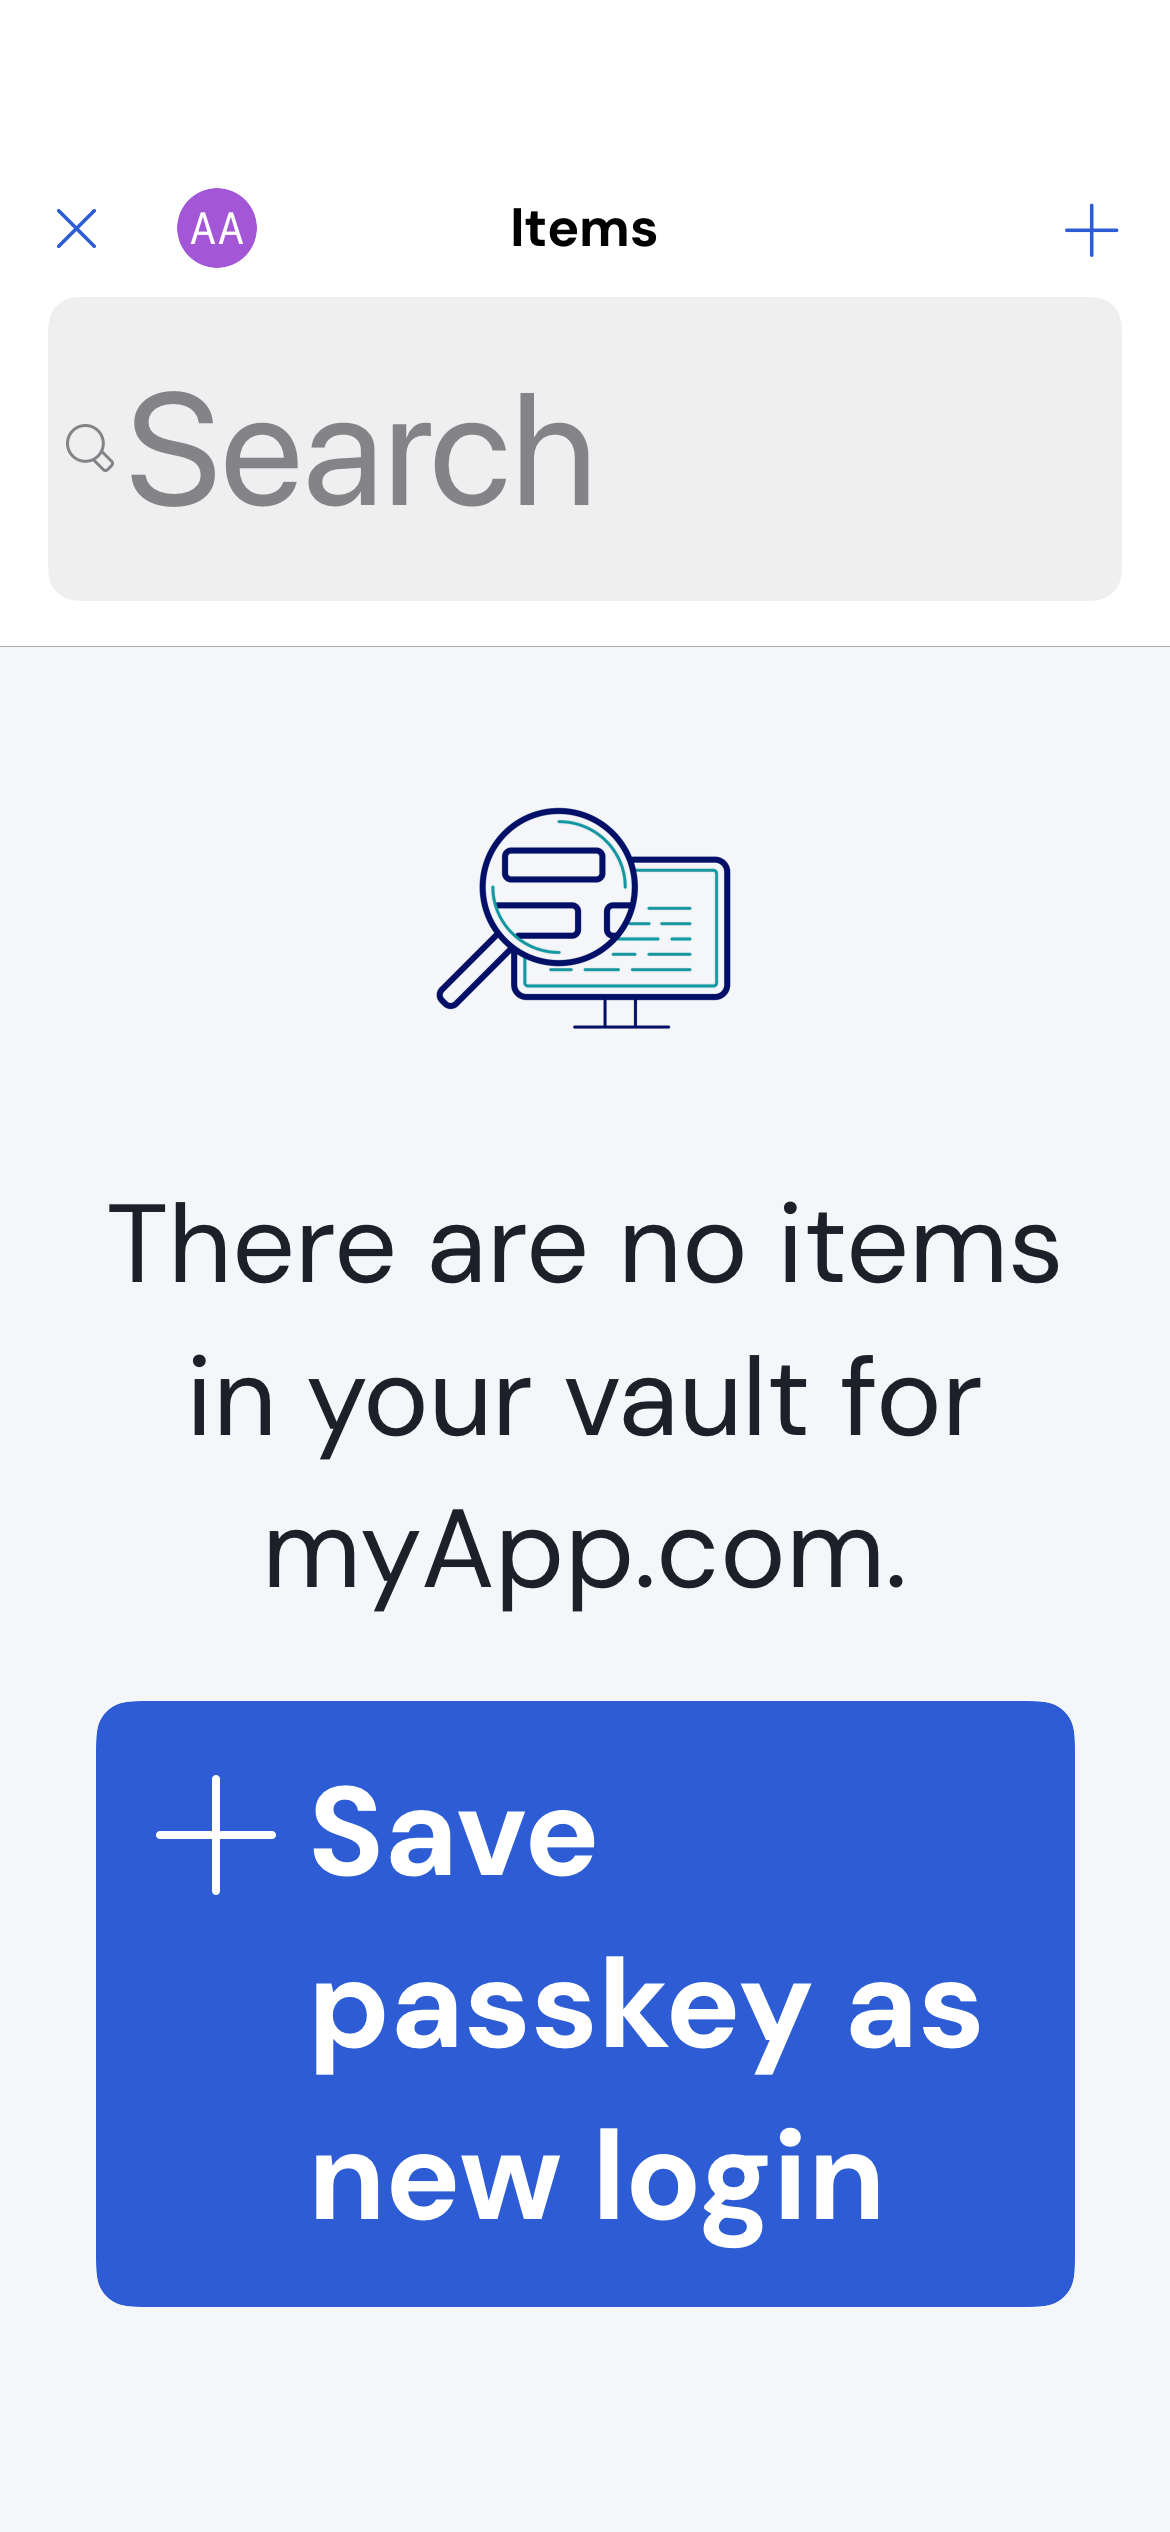 AA
Items
Search
There are no items
in your vault for
myApp.com.
Save
passkey as
new login